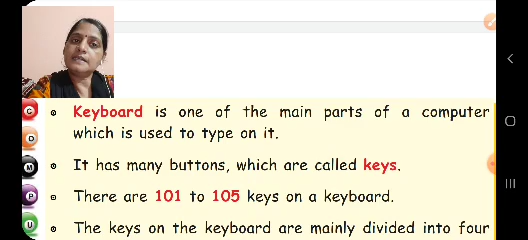 Keyboard is one of the main parts of a computer
which is used to type on it.
It has many buttons, which are called keys.
There are 101 to 105 keys on a keyboard.
The keys on the keyboard are mainly divided into four
C
O
M
P
U